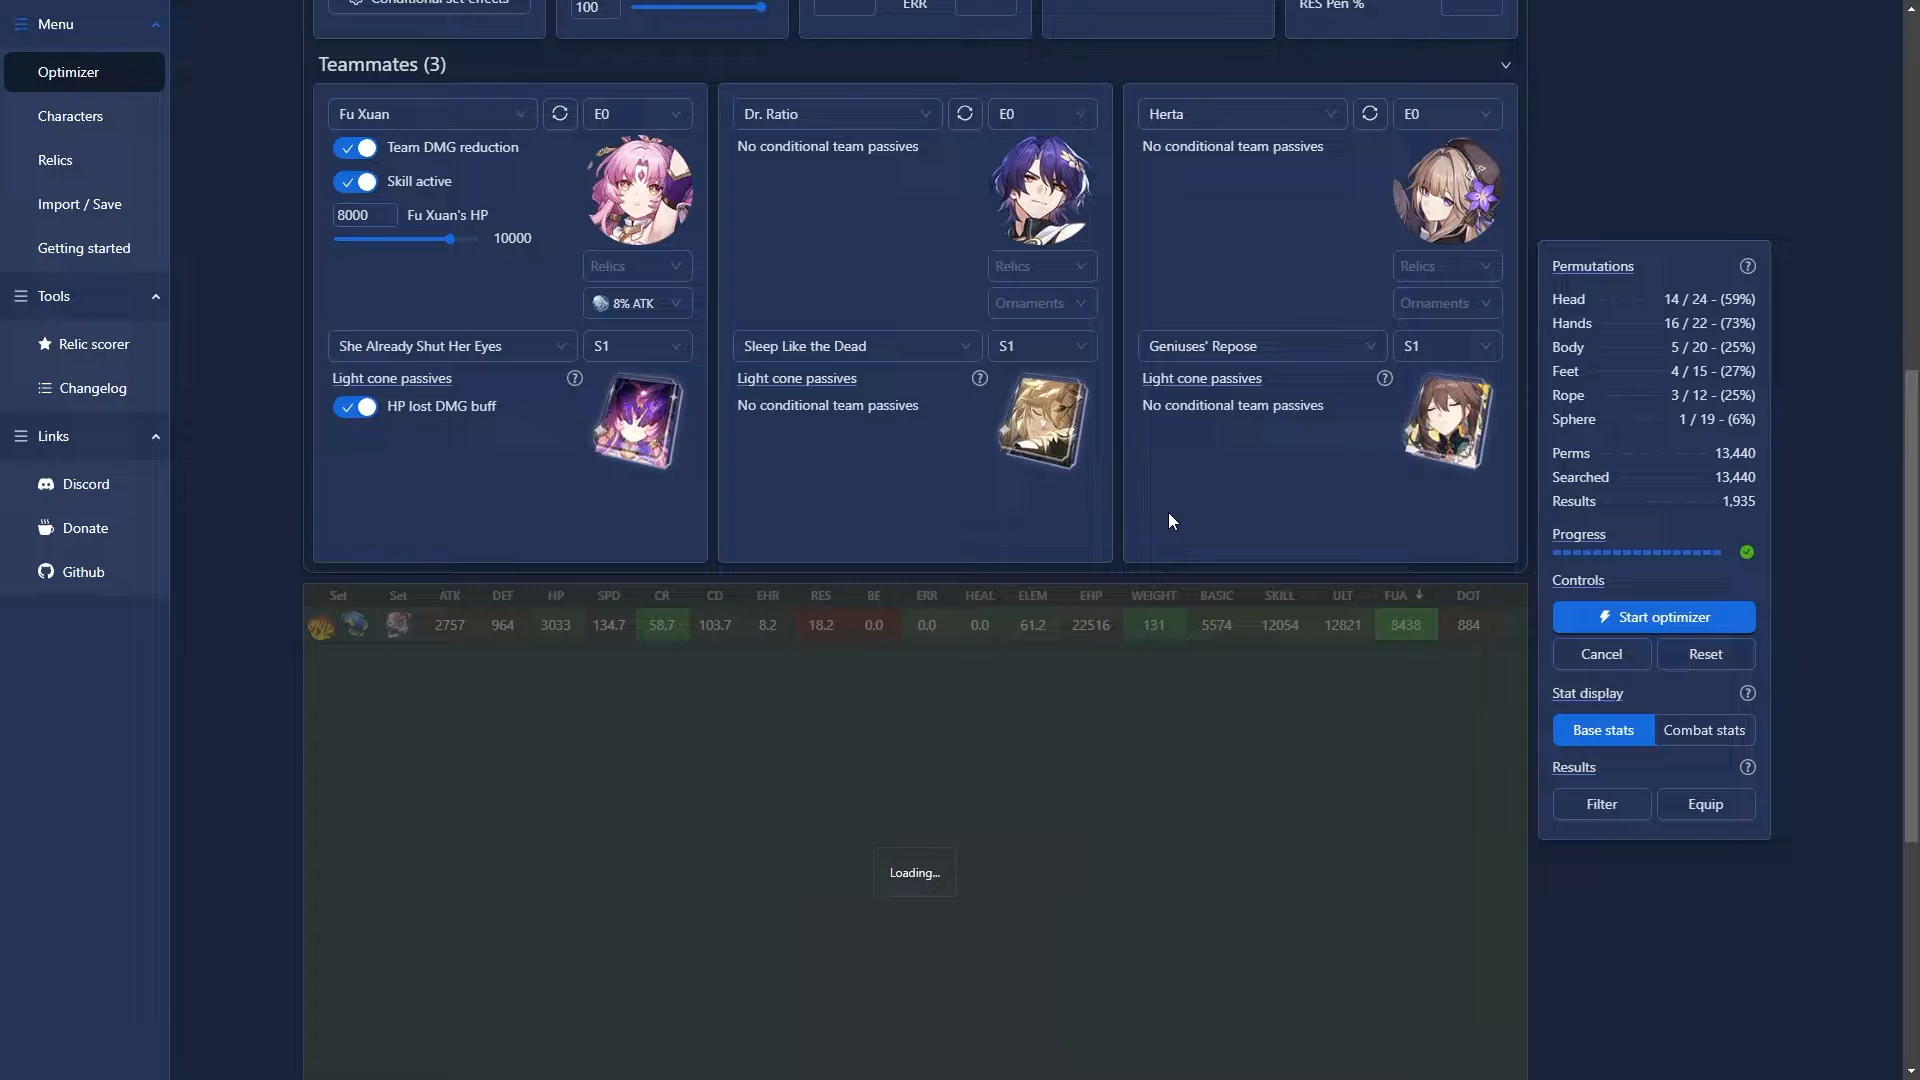 Menu
Optimizer
Characters
Relics
Import / Save
Getting started
Tools
Relic scorer
Changelog
Links
Discord
Donate
Github
Conditional set effects
100
ERR
RES Pen %
Teammates (3)
Fu Xuan
E0
Team DMG reduction
Skill active
8000
Fu Xuan's HP
10000
Relics
8% ATK
She Already Shut Her Eyes
S1
Light cone passives
HP lost DMG buff
Dr. Ratio
E0
No conditional team passives
Relics
Ornaments
Sleep Like the Dead
S1
Light cone passives
No conditional team passives
Herta
E0
No conditional team passives
Relics
Ornaments
Geniuses' Repose
S1
Light cone passives
No conditional team passives
Set Set ATK DEF HP SPD CR CD EHR RES BE ERR HEAL ELEM EHP WEIGHT BASIC SKILL ULT FUA DOT
2757 964 3033 134.7 58.7 103.7 8.2 18.2 0.0 0.0 0.0 61.2 22516 131 5574 12054 12821 8438 884
Loading...
Permutations
Head 14 / 24 - (59%)
Hands 16 / 22 - (73%)
Body 5 / 20 - (25%)
Feet 4 / 15 - (27%)
Rope 3 / 12 - (25%)
Sphere 1 / 19 - (6%)
Perms 13,440
Searched 13,440
Results 1,935
Progress
Controls
Start optimizer
Cancel Reset
Stat display
Base stats Combat stats
Results
Filter Equip